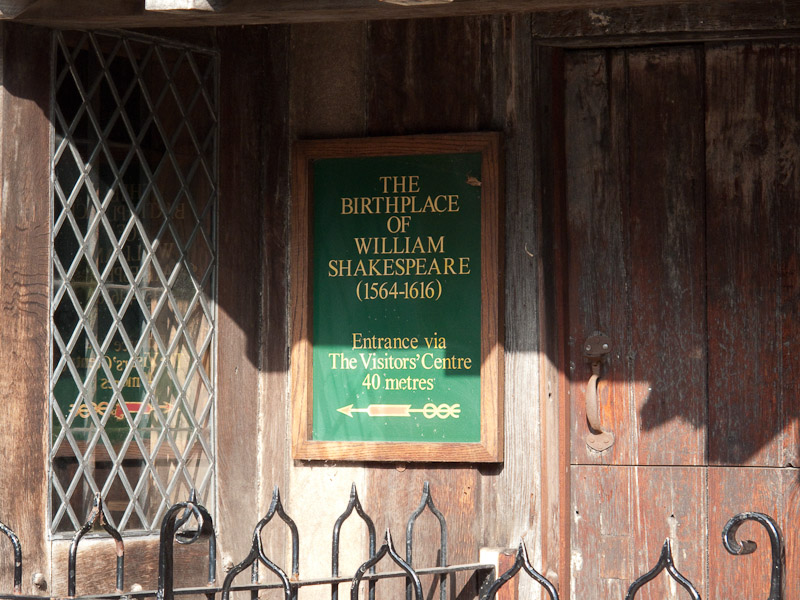 THE
BIRTHPLACE
OF
WILLIAM
SHAKESPEARE
(1564-1616)
Entrance via
The Visitors' Centre
40 metres